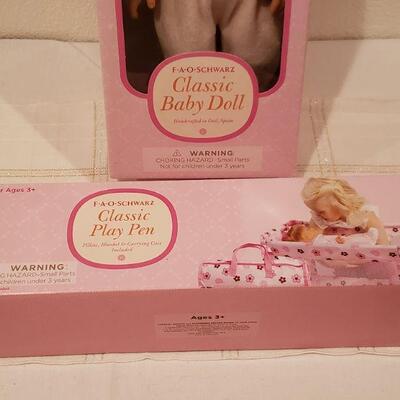 F·A·O·SCHWARZ
Classic
Baby Doll
Handcrafted in Onil, Spain
WARNING:
CHOKING HAZARD-Small Parts
Not for children under 3 years
r Ages 3+
F·A·O·SCHWARZ
Classic
Play Pen
Pillow, Blanket & Carrying Case
Included
WARNING:
HAZARD-Small Parts
children under 3 years
Ages 3+